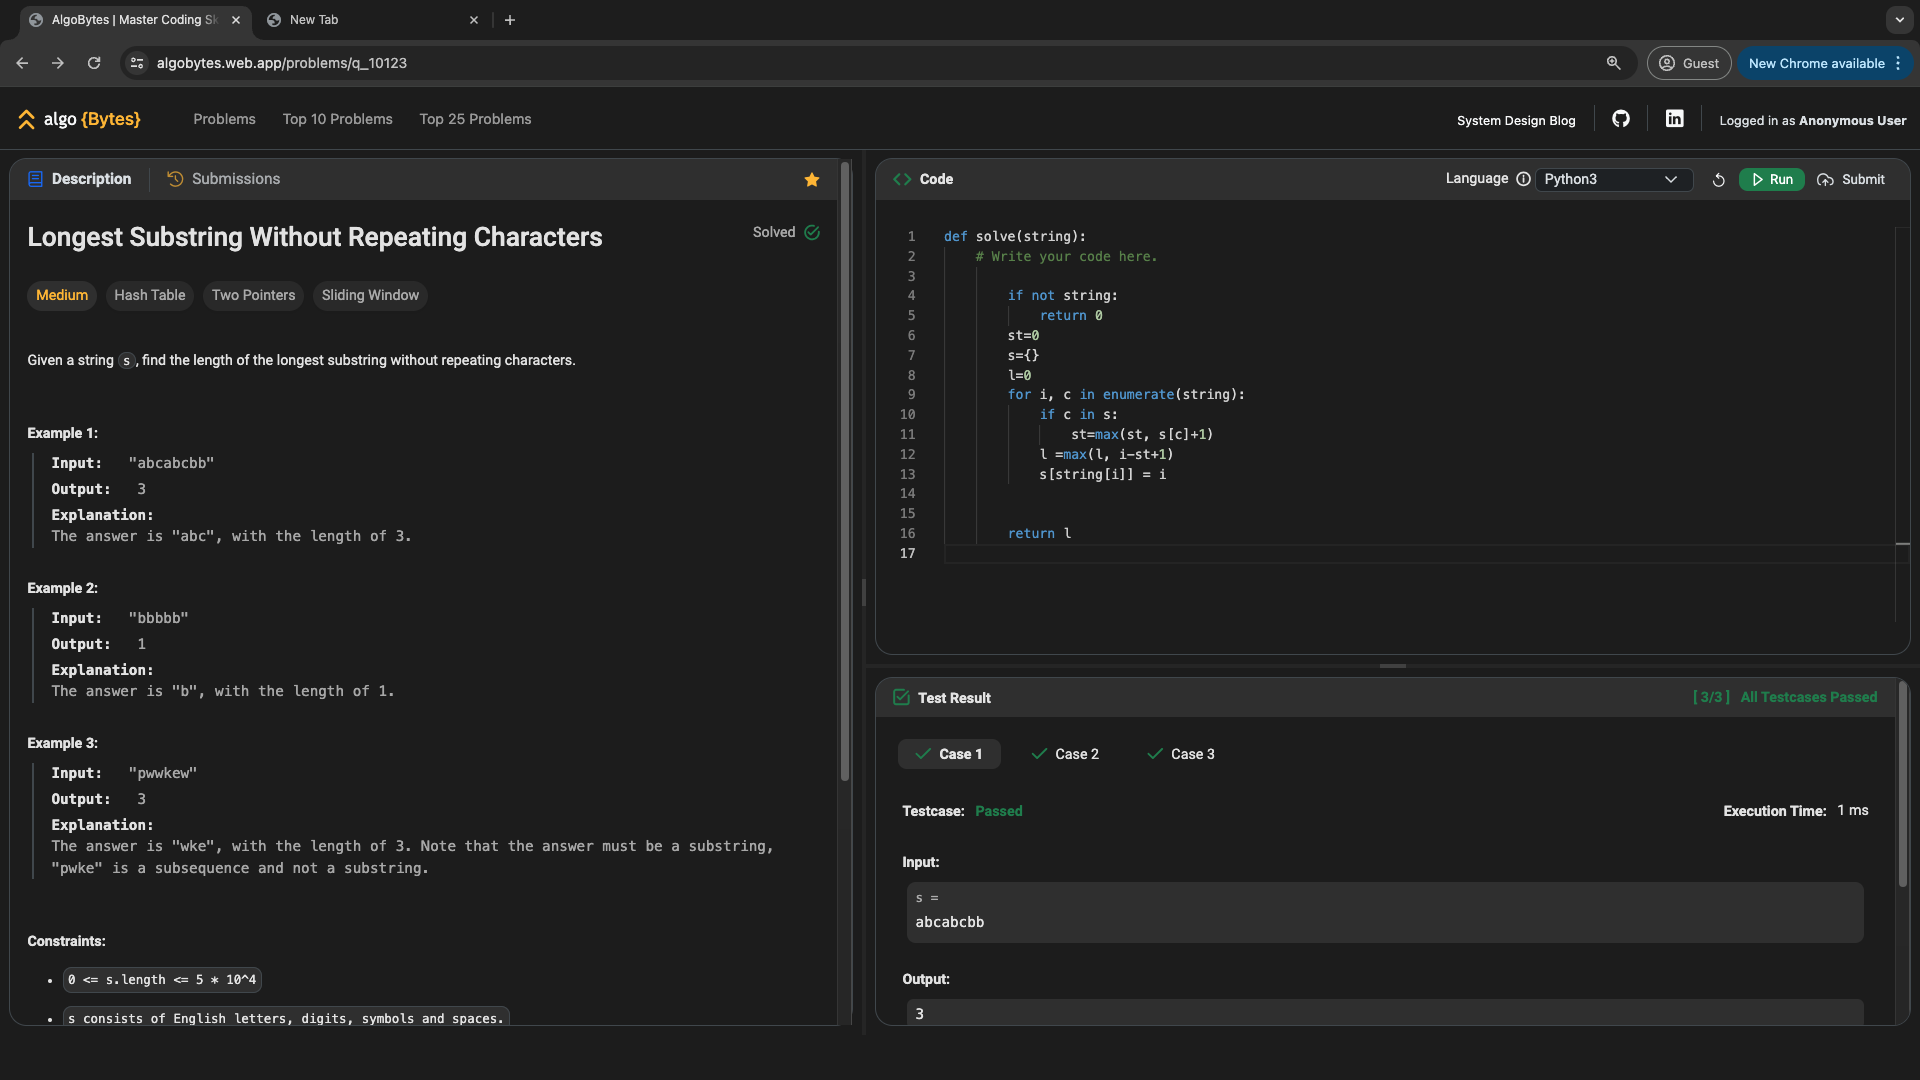 AlgoBytes | Master Coding Sk
New Tab
algobytes.web.app/problems/q_10123
Guest
New Chrome available
algo {Bytes}
Problems
Top 10 Problems
Top 25 Problems
System Design Blog
Logged in as Anonymous User
Description
Submissions
Longest Substring Without Repeating Characters
Solved
Medium
Hash Table
Two Pointers
Sliding Window
Given a string s, find the length of the longest substring without repeating characters.
Example 1:
Input: "abcabcbb"
Output: 3
Explanation:
The answer is "abc", with the length of 3.
Example 2:
Input: "bbbbb"
Output: 1
Explanation:
The answer is "b", with the length of 1.
Example 3:
Input: "pwwkew"
Output: 3
Explanation:
The answer is "wke", with the length of 3. Note that the answer must be a substring,
"pwke" is a subsequence and not a substring.
Constraints:
0 <= s.length <= 5 * 10^4
s consists of English letters, digits, symbols and spaces.
Code
Language
Python3
Run
Submit
1 def solve(string):
2 # Write your code here.
3
4 if not string:
5 return 0
6 st=0
7 s={}
8 l=0
9 for i, c in enumerate(string):
10 if c in s:
11 st=max(st, s[c]+1)
12 l =max(l, i-st+1)
13 s[string[i]] = i
14
15
16 return l
17
Test Result
[ 3/3 ] All Testcases Passed
Case 1
Case 2
Case 3
Testcase: Passed
Execution Time: 1 ms
Input:
s =
abcabcbb
Output:
3